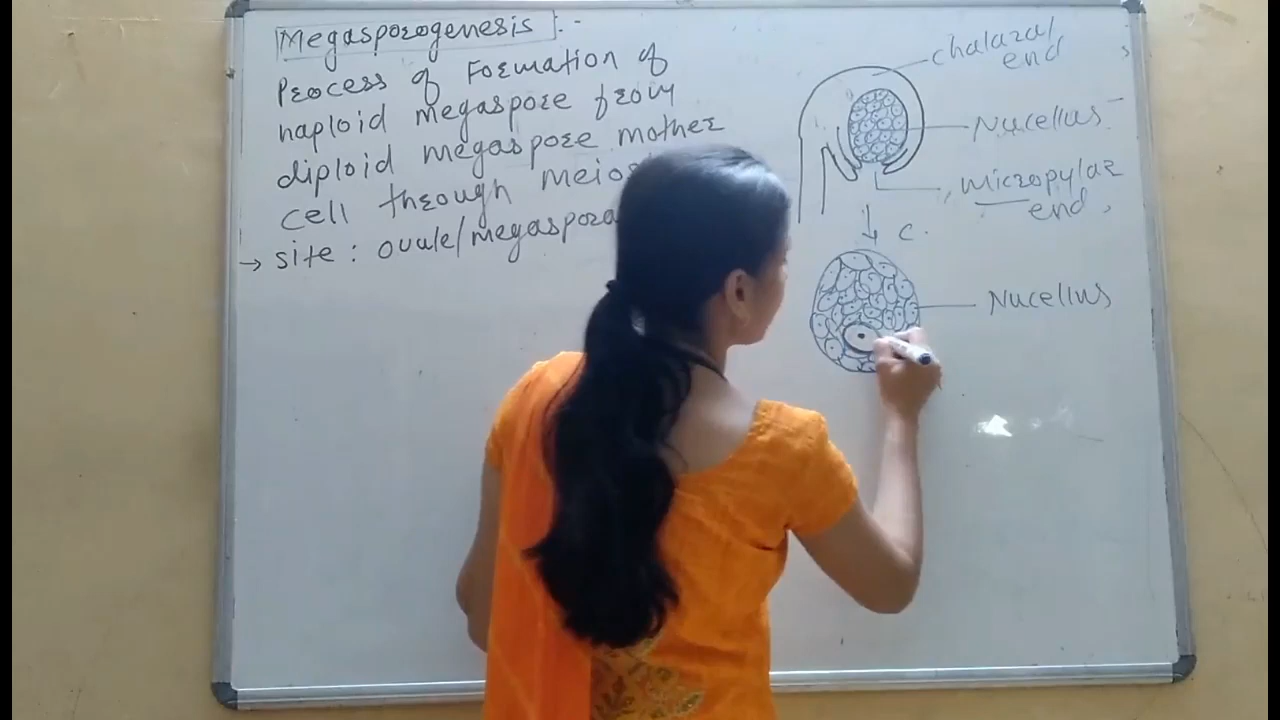 Megasporogenesis :-
Process of Formation of
haploid megaspore from
diploid megaspore mother
cell through
→ site : ovule/
chalazal
end
Nucellus
micropylar
end
C.
Nucellus